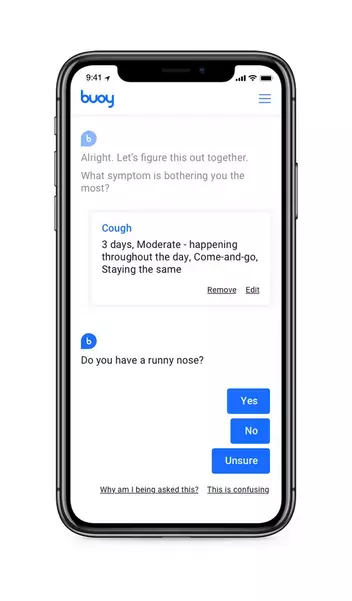 9:41
buoy
b
Alright. Let's figure this out together.
What symptom is bothering you the
most?
Cough
3 days, Moderate - happening
throughout the day, Come-and-go,
Staying the same
Remove Edit
b
Do you have a runny nose?
Yes
No
Unsure
Why am I being asked this? This is confusing